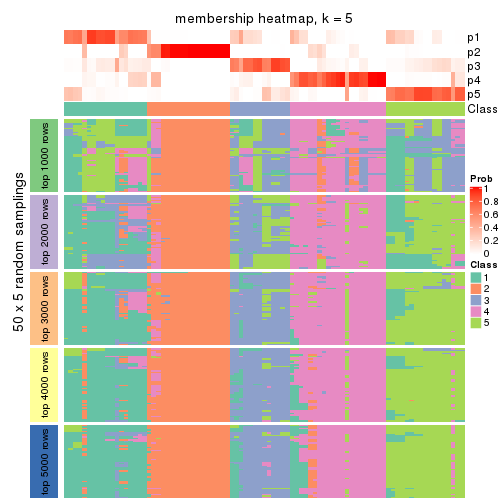 membership heatmap, k = 5
p1
p2
p3
p4
p5
Class
50 x 5 random samplings
top 1000 rows
top 2000 rows
top 3000 rows
top 4000 rows
top 5000 rows
Prob
1
0.8
0.6
0.4
0.2
0
Class
1
2
3
4
5